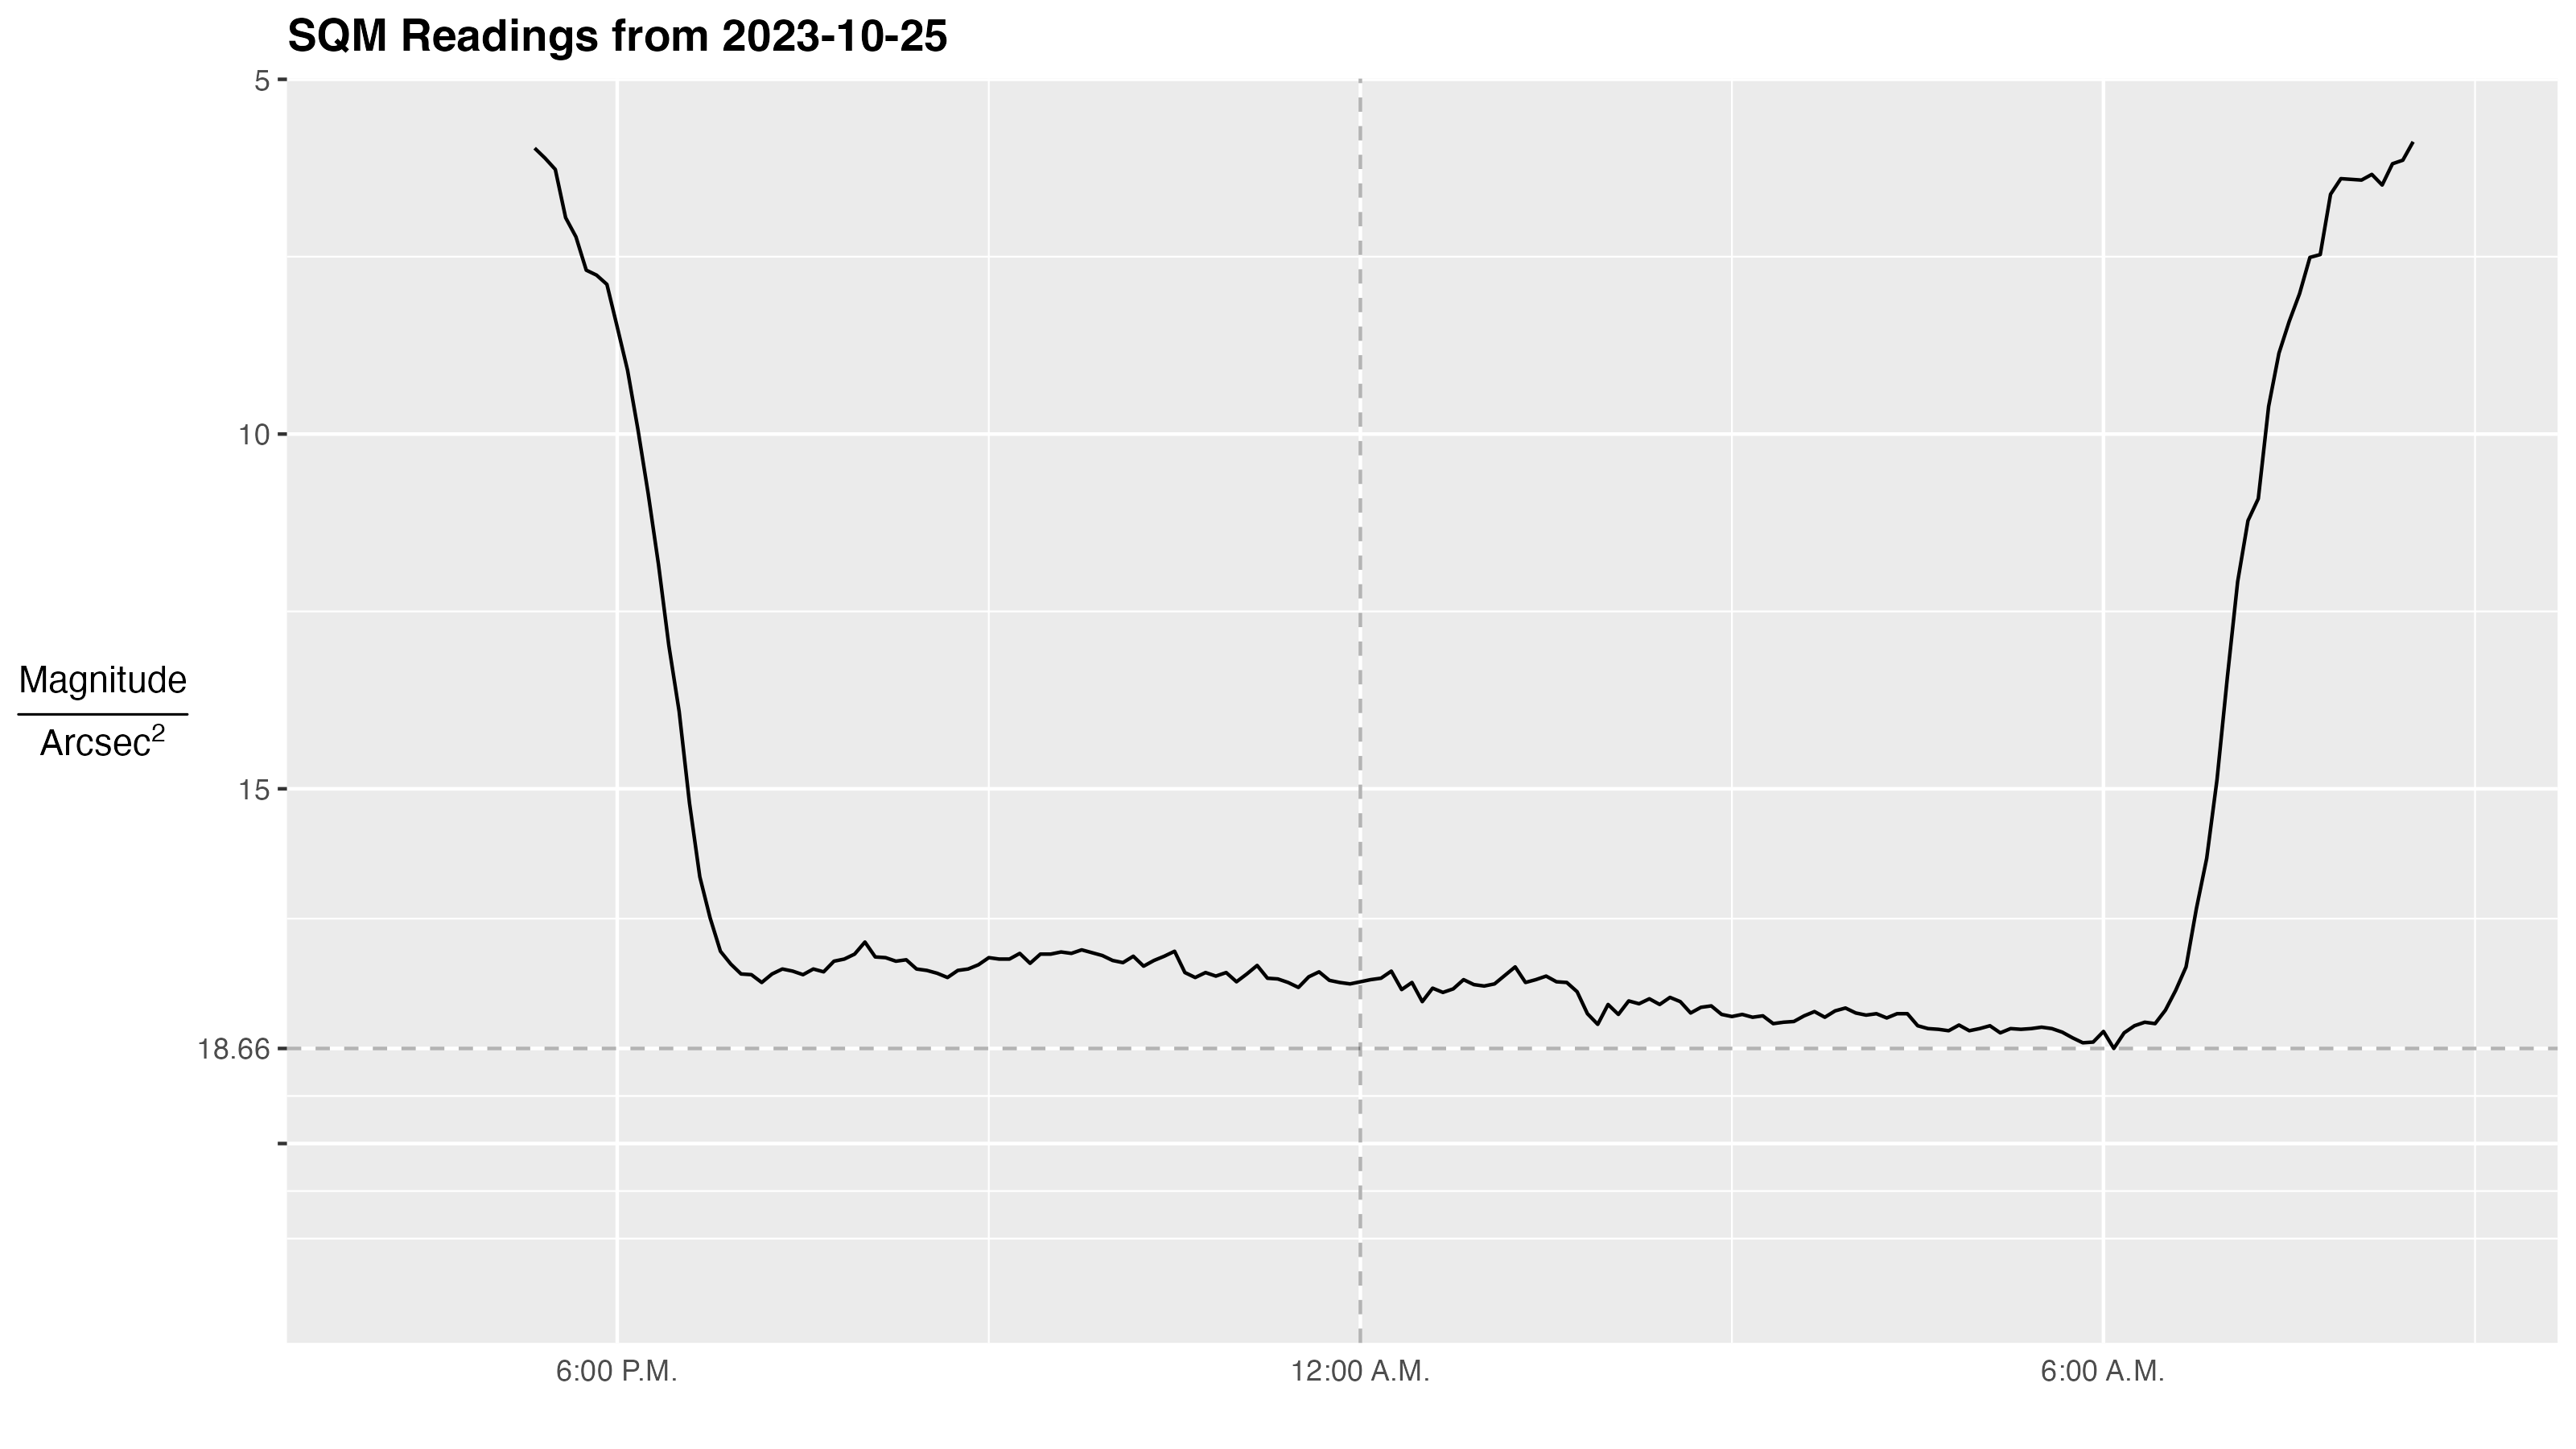 SQM Readings from 2023-10-25
5
10
15
18.66
Magnitude
Arcsec²
6:00 P.M.
12:00 A.M.
6:00 A.M.